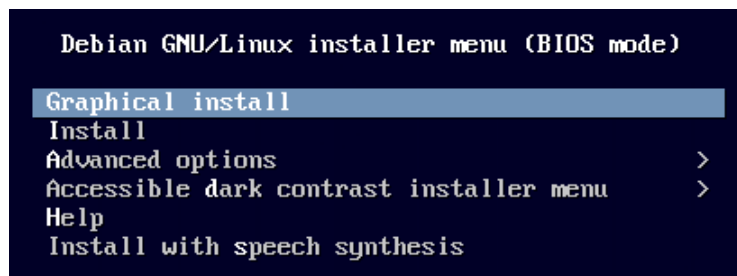 Debian GNU/Linux installer menu (BIOS mode)
Graphical install
Install
Advanced options >
Accessible dark contrast installer menu >
Help
Install with speech synthesis